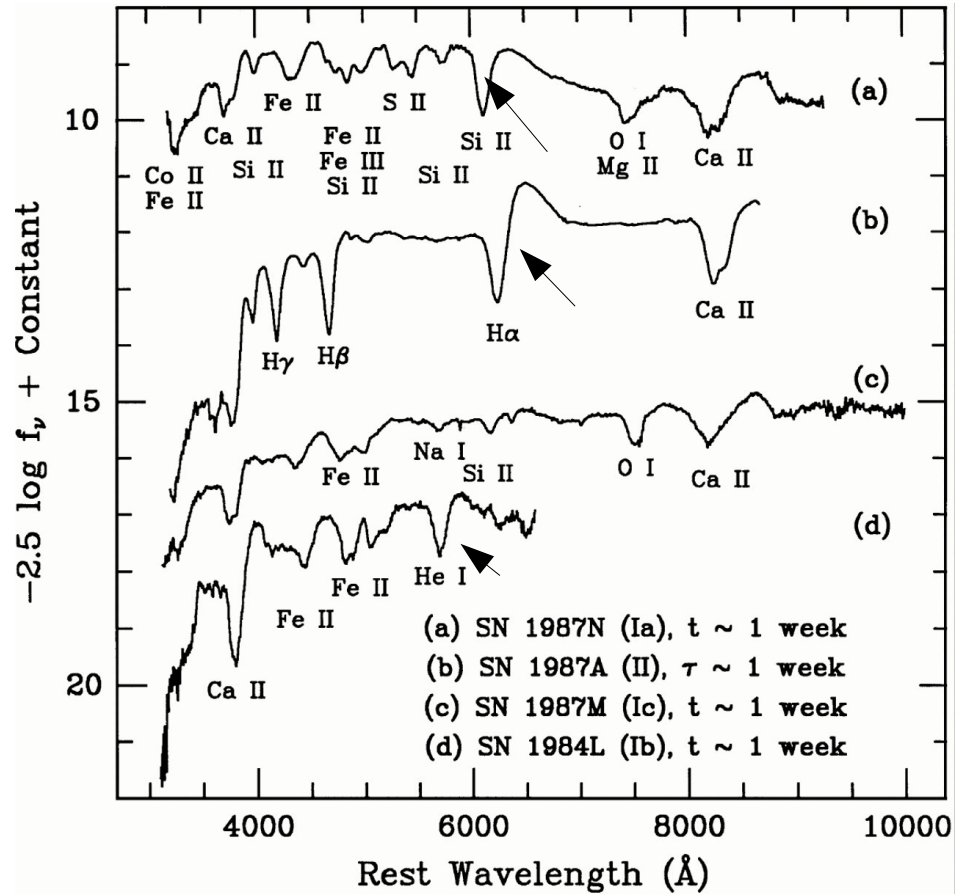 (a)
Fe II
S II
Ca II
Si II
Fe II
Fe III
Si II
Si II
Si II
O I
Mg II
Ca II
Co II
Fe II
10
(b)
Hγ
Hβ
Hα
Ca II
(c)
15
Na I
Fe II
Si II
O I
Ca II
(d)
Fe II
He I
Fe II
Ca II
20
(a) SN 1987N (Ia), t ~ 1 week
(b) SN 1987A (II), τ ~ 1 week
(c) SN 1987M (Ic), t ~ 1 week
(d) SN 1984L (Ib), t ~ 1 week
−2.5 log fν + Constant
4000
6000
8000
10000
Rest Wavelength (Å)